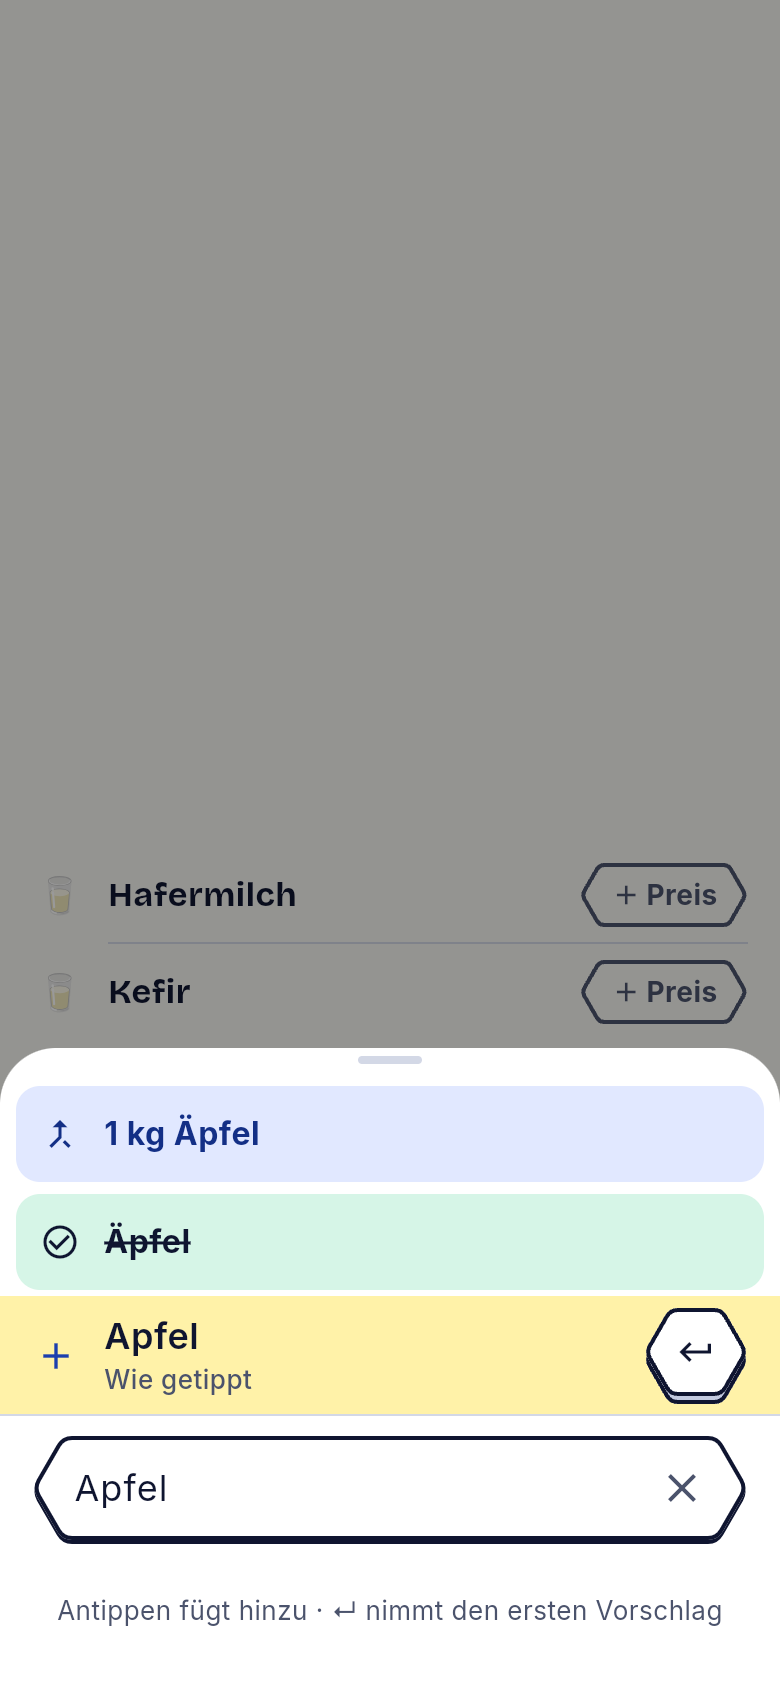 Hafermilch
+ Preis
Kefir
+ Preis
1 kg Äpfel
Äpfel
Apfel
Wie getippt
Apfel
Antippen fügt hinzu · ↵ nimmt den ersten Vorschlag